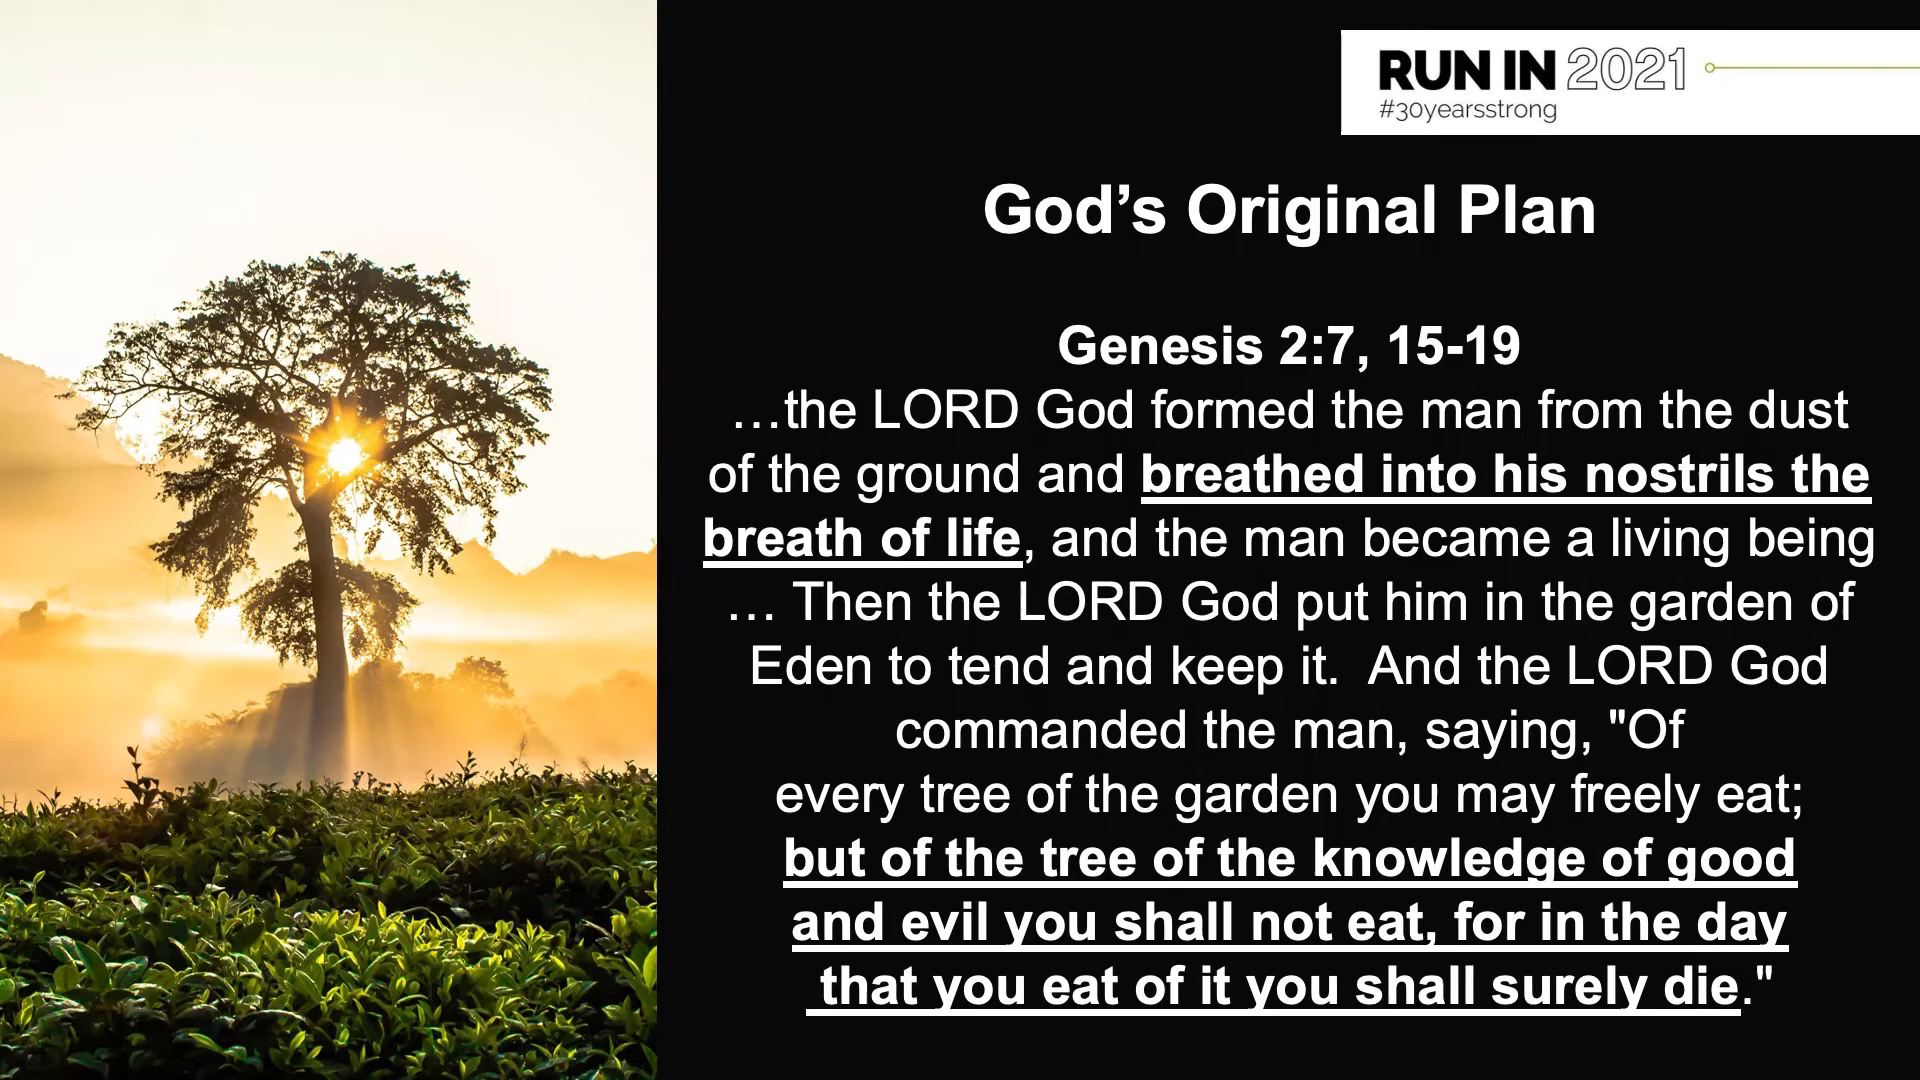 RUN IN 2021
#30yearsstrong
God’s Original Plan
Genesis 2:7, 15-19
…the LORD God formed the man from the dust
of the ground and breathed into his nostrils the
breath of life, and the man became a living being
… Then the LORD God put him in the garden of
Eden to tend and keep it.  And the LORD God
commanded the man, saying, "Of
every tree of the garden you may freely eat;
but of the tree of the knowledge of good
and evil you shall not eat, for in the day
that you eat of it you shall surely die."